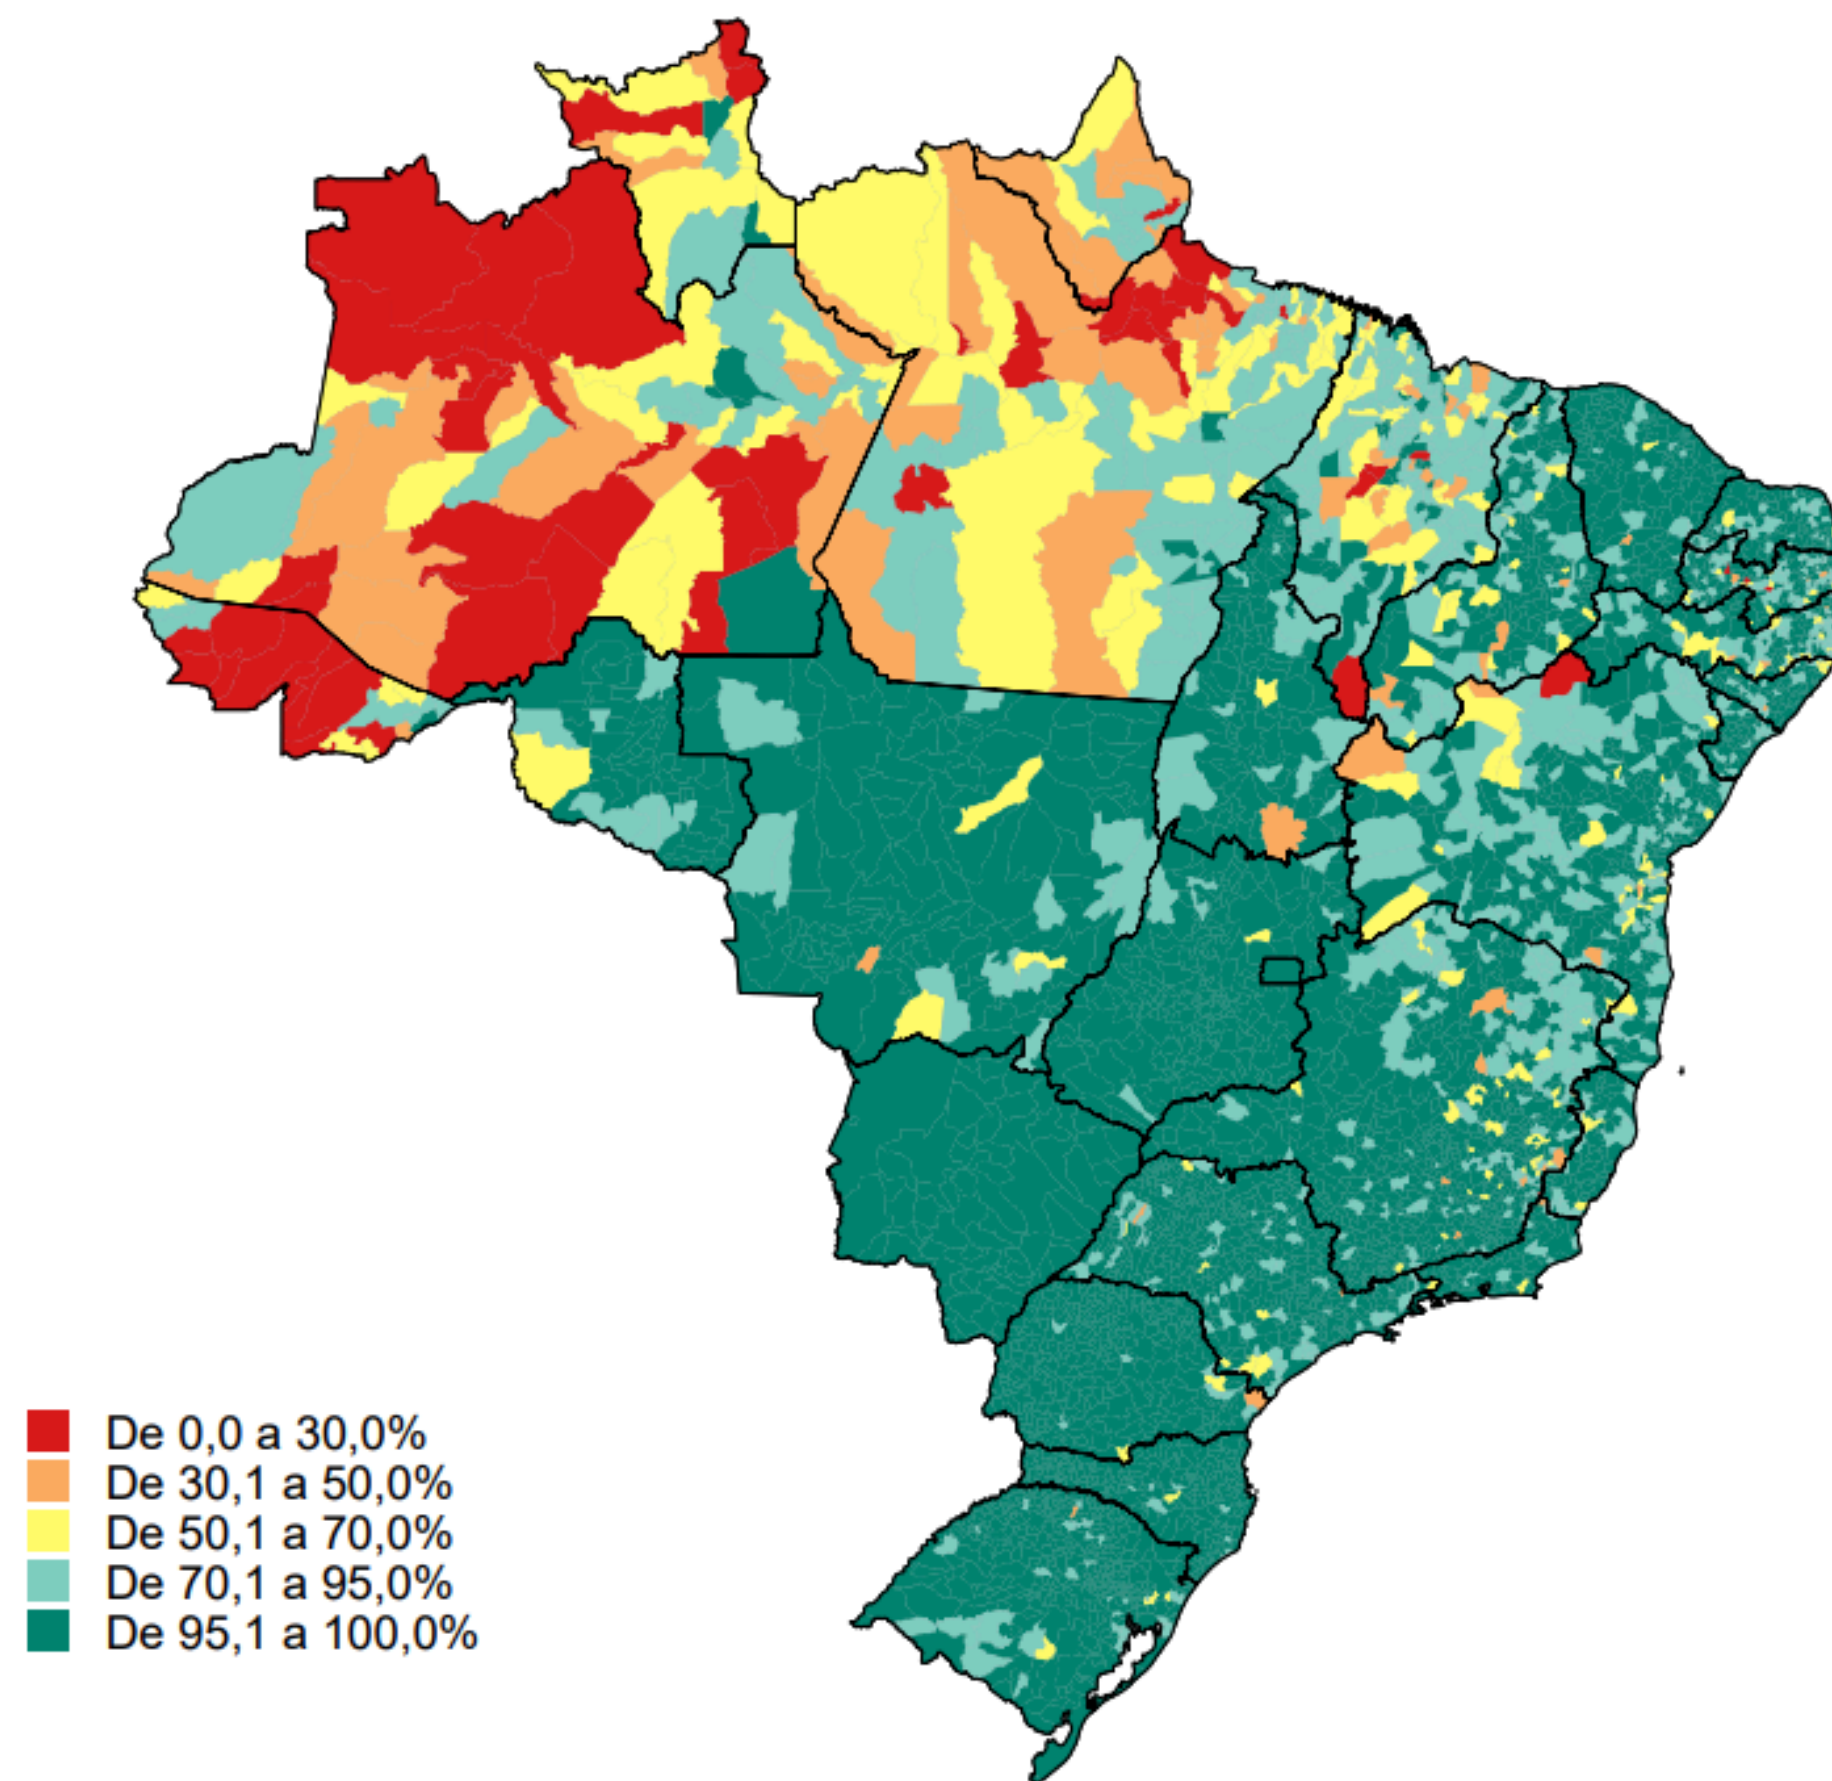 De 0,0 a 30,0%
De 30,1 a 50,0%
De 50,1 a 70,0%
De 70,1 a 95,0%
De 95,1 a 100,0%